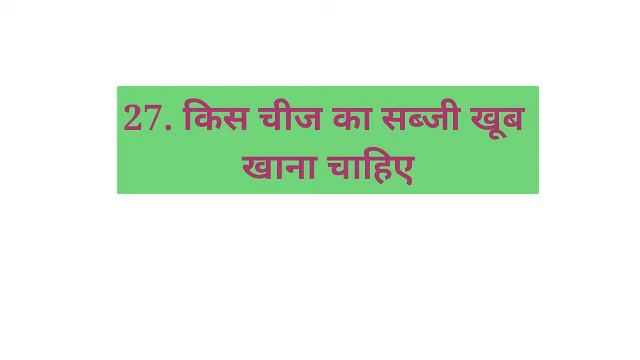 27. किस चीज का सब्जी खूब
खाना चाहिए